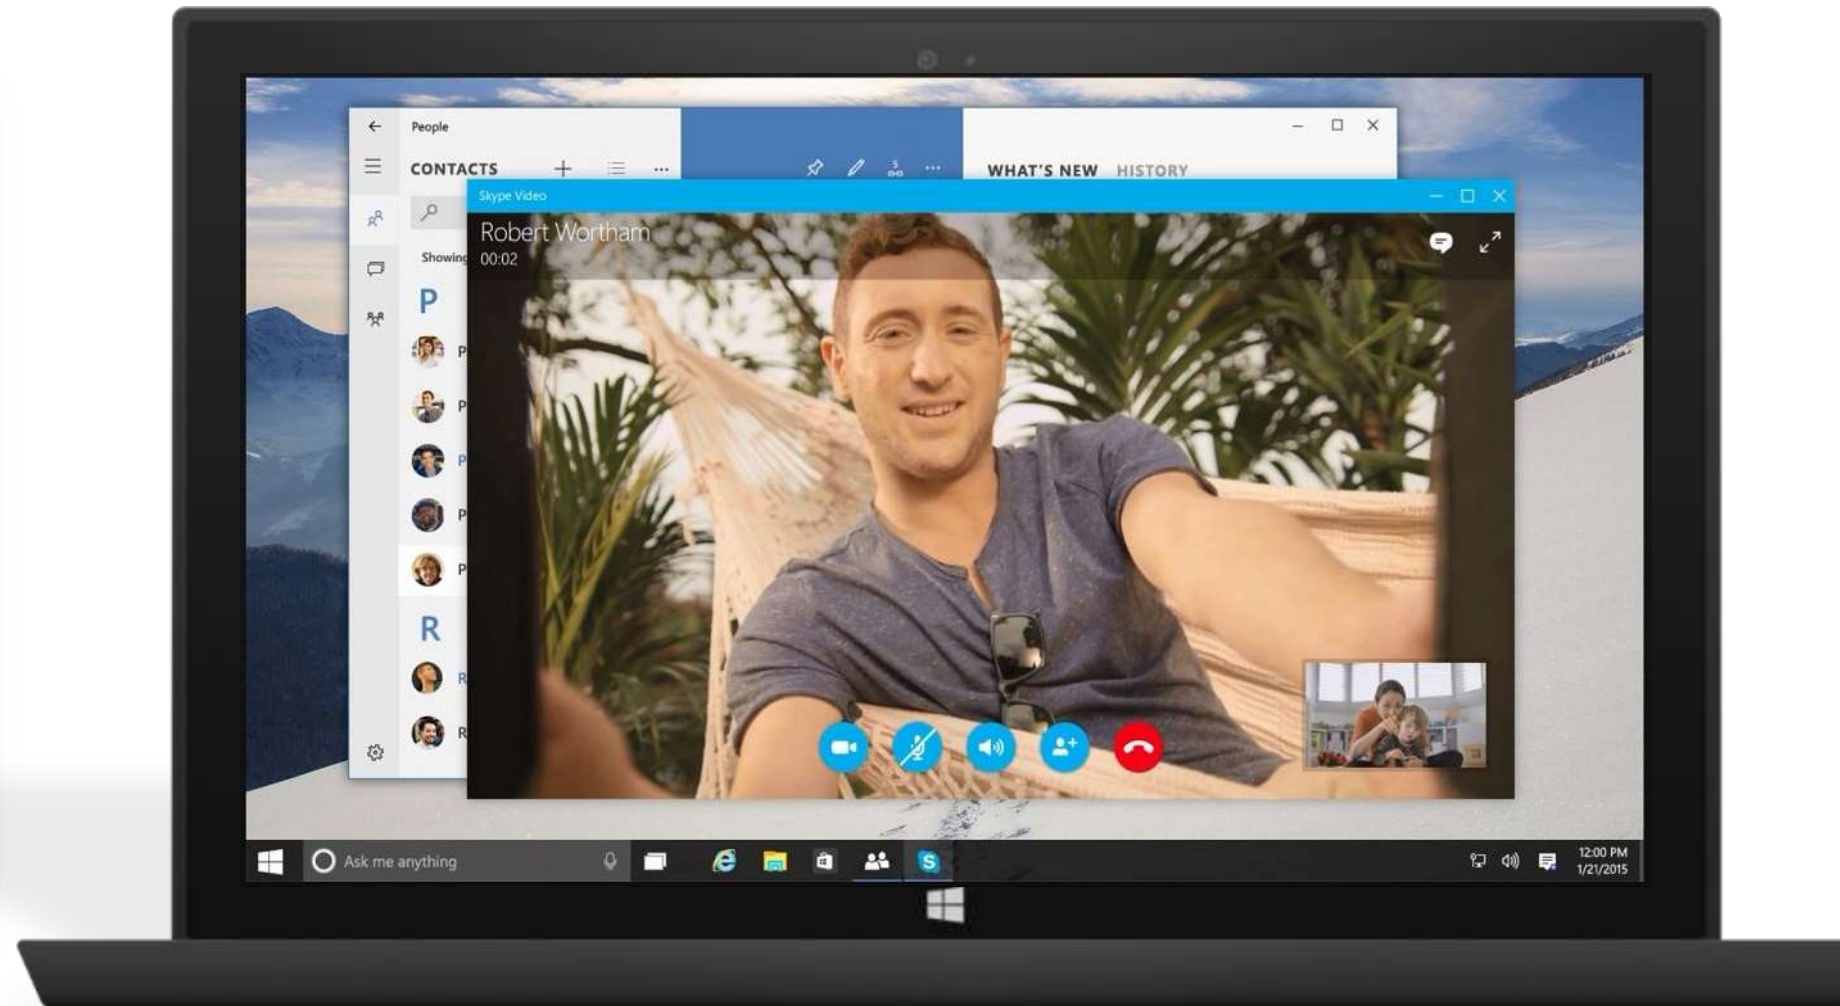 People
CONTACTS
WHAT'S NEW HISTORY
5
Skype Video
Robert Wortham
00:02
Showing
P
P
P
P
P
P
R
R
R
Ask me anything
12:00 PM
1/21/2015